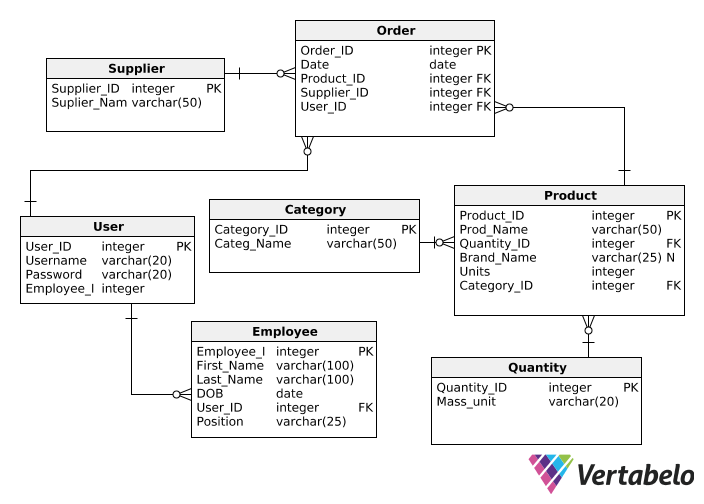 Order
Order_ID integer PK
Date date
Product_ID integer FK
Supplier_ID integer FK
User_ID integer FK
Supplier
Supplier_ID integer PK
Suplier_Nam varchar(50)
User
User_ID integer PK
Username varchar(20)
Password varchar(20)
Employee_I integer
Category
Category_ID integer PK
Categ_Name varchar(50)
Product
Product_ID integer PK
Prod_Name varchar(50)
Quantity_ID integer FK
Brand_Name varchar(25) N
Units integer
Category_ID integer FK
Employee
Employee_I integer PK
First_Name varchar(100)
Last_Name varchar(100)
DOB date
User_ID integer FK
Position varchar(25)
Quantity
Quantity_ID integer PK
Mass_unit varchar(20)
Vertabelo